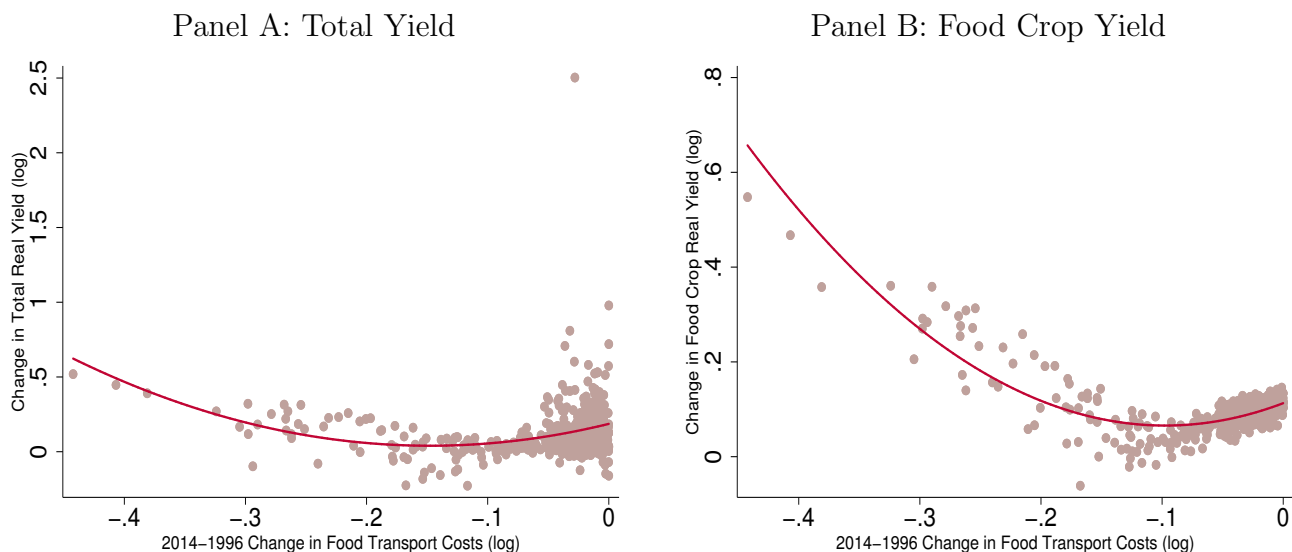 Panel A: Total Yield
Change in Total Real Yield (log)
2.5
2
1.5
1
.5
0
−.4 −.3 −.2 −.1 0
2014−1996 Change in Food Transport Costs (log)
Panel B: Food Crop Yield
Change in Food Crop Real Yield (log)
.8
.6
.4
.2
0
−.4 −.3 −.2 −.1 0
2014−1996 Change in Food Transport Costs (log)